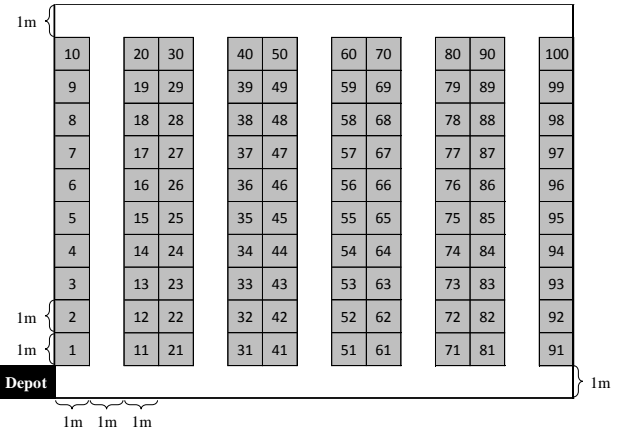 1m
10 20 30 40 50 60 70 80 90 100
9 19 29 39 49 59 69 79 89 99
8 18 28 38 48 58 68 78 88 98
7 17 27 37 47 57 67 77 87 97
6 16 26 36 46 56 66 76 86 96
5 15 25 35 45 55 65 75 85 95
4 14 24 34 44 54 64 74 84 94
3 13 23 33 43 53 63 73 83 93
1m 2 12 22 32 42 52 62 72 82 92
1m 1 11 21 31 41 51 61 71 81 91
Depot 1m
1m 1m 1m